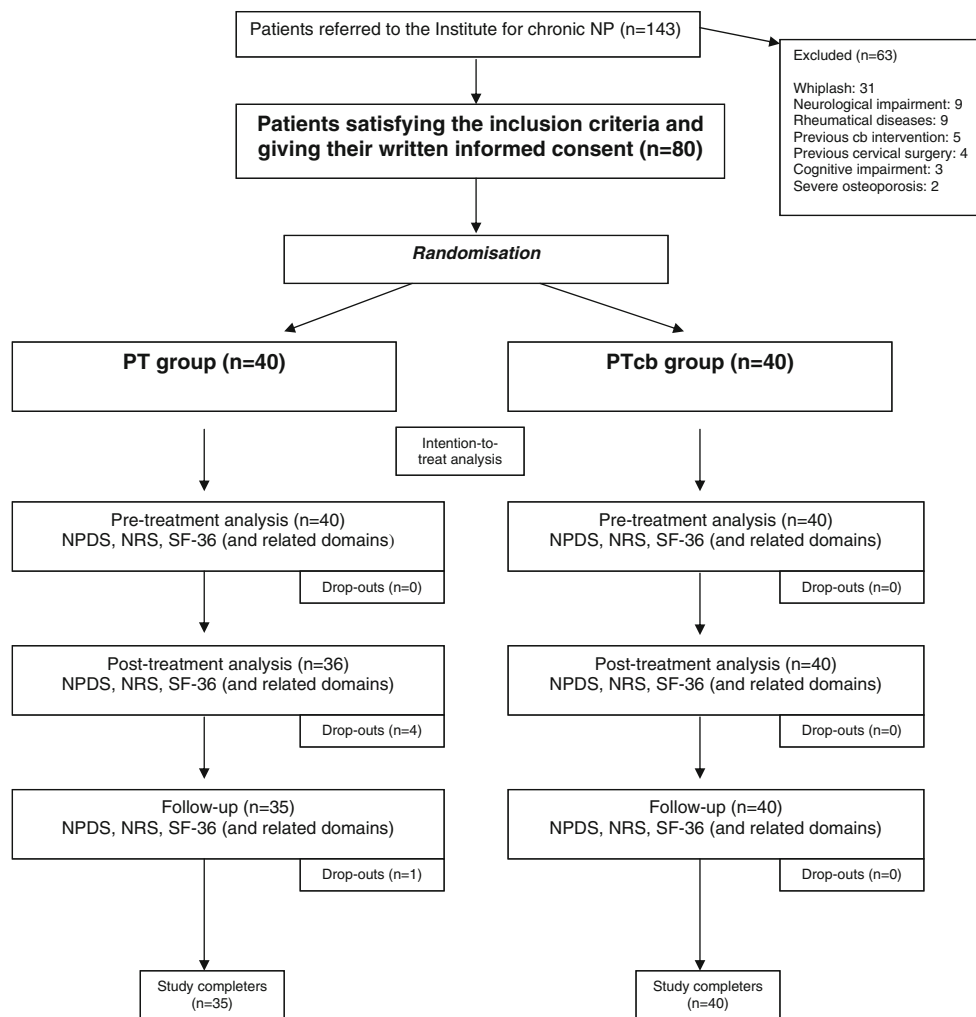 Patients referred to the Institute for chronic NP (n=143)
Excluded (n=63)
Whiplash: 31
Neurological impairment: 9
Rheumatical diseases: 9
Previous cb intervention: 5
Previous cervical surgery: 4
Cognitive impairment: 3
Severe osteoporosis: 2
Patients satisfying the inclusion criteria and
giving their written informed consent (n=80)
Randomisation
PT group (n=40)
PTcb group (n=40)
Intention-to-
treat analysis
Pre-treatment analysis (n=40)
NPDS, NRS, SF-36 (and related domains)
Drop-outs (n=0)
Pre-treatment analysis (n=40)
NPDS, NRS, SF-36 (and related domains)
Drop-outs (n=0)
Post-treatment analysis (n=36)
NPDS, NRS, SF-36 (and related domains)
Drop-outs (n=4)
Post-treatment analysis (n=40)
NPDS, NRS, SF-36 (and related domains)
Drop-outs (n=0)
Follow-up (n=35)
NPDS, NRS, SF-36 (and related domains)
Drop-outs (n=1)
Follow-up (n=40)
NPDS, NRS, SF-36 (and related domains)
Drop-outs (n=0)
Study completers
(n=35)
Study completers
(n=40)